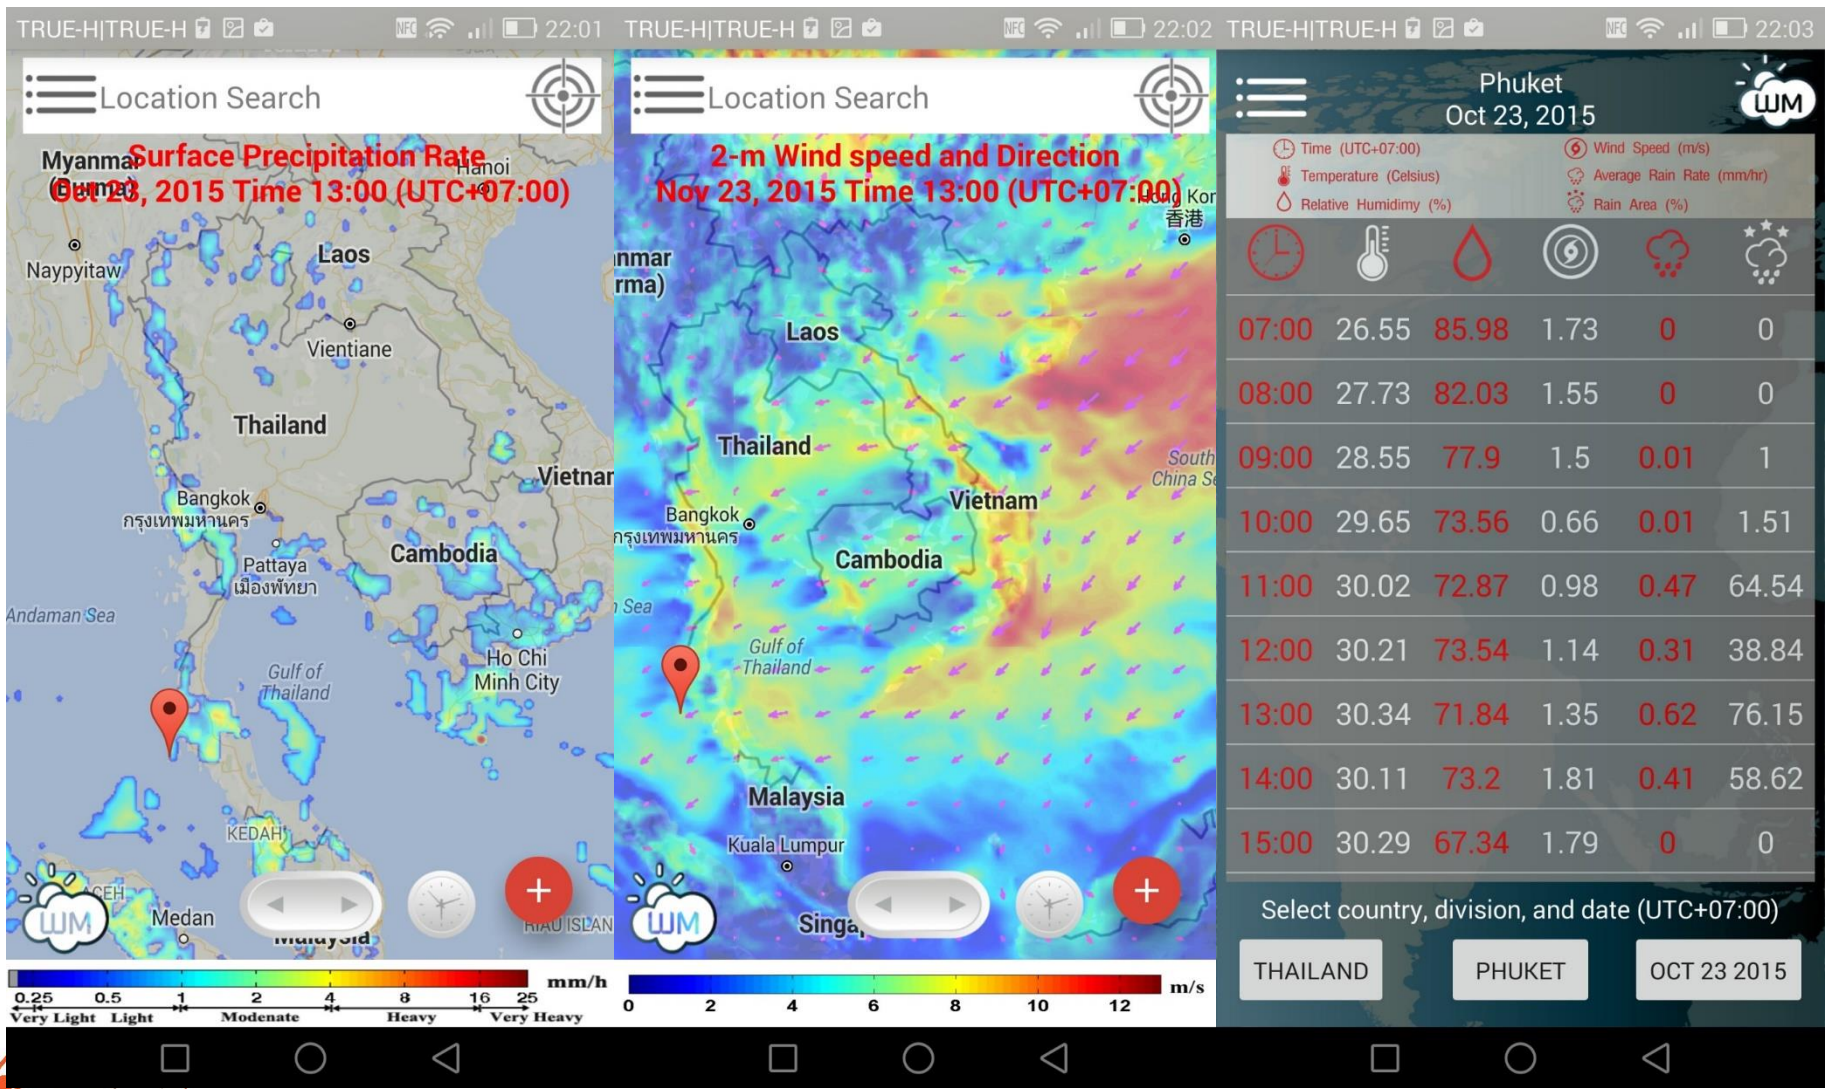 TRUE-H|TRUE-H 22:01
Location Search
Surface Precipitation Rate
Oct 23, 2015 Time 13:00 (UTC+07:00)
Myanmar
(Burma)
Hanoi
Laos
Naypyitaw
Vientiane
Thailand
Vietnam
Bangkok
กรุงเทพมหานคร
Cambodia
Pattaya
เมืองพัทยา
Andaman Sea
Ho Chi
Minh City
Gulf of
Thailand
KEDAH
ACEH
WM
Medan
Malaysia
RIAU ISLAN
mm/h
0.25 0.5 1 2 4 8 16 25
Very Light Light Modenate Heavy Very Heavy
TRUE-H|TRUE-H 22:02
Location Search
2-m Wind speed and Direction
Nov 23, 2015 Time 13:00 (UTC+07:00)
Hong Kor
香港
nmar
rma)
Laos
Thailand
South
China Se
Vietnam
Bangkok
กรุงเทพมหานคร
Cambodia
Sea
Gulf of
Thailand
Malaysia
Kuala Lumpur
WM
Singa
m/s
0 2 4 6 8 10 12
TRUE-H|TRUE-H NFC 22:03
Phuket
Oct 23, 2015
WM
Time (UTC+07:00) Wind Speed (m/s)
Temperature (Celsius) Average Rain Rate (mm/hr)
Relative Humidimy (%) Rain Area (%)
07:00 26.55 85.98 1.73 0 0
08:00 27.73 82.03 1.55 0 0
09:00 28.55 77.9 1.5 0.01 1
10:00 29.65 73.56 0.66 0.01 1.51
11:00 30.02 72.87 0.98 0.47 64.54
12:00 30.21 73.54 1.14 0.31 38.84
13:00 30.34 71.84 1.35 0.62 76.15
14:00 30.11 73.2 1.81 0.41 58.62
15:00 30.29 67.34 1.79 0 0
Select country, division, and date (UTC+07:00)
THAILAND PHUKET OCT 23 2015